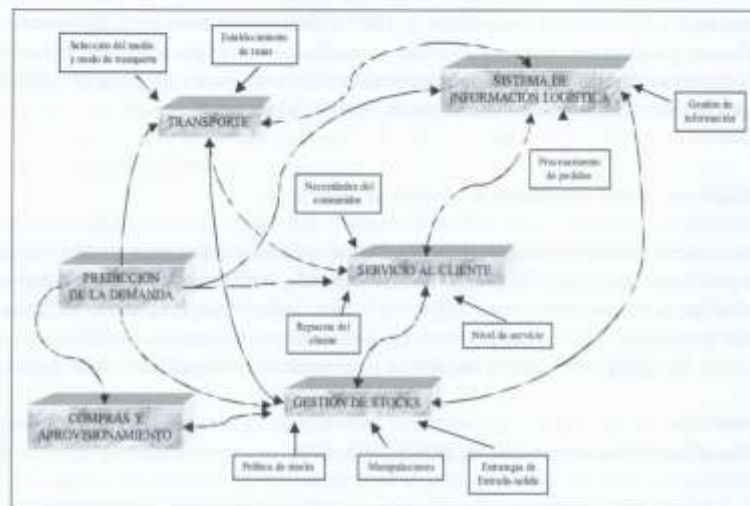 Selección del medio
y modo de transporte
Establecimiento
de rutas
TRANSPORTE
SISTEMA DE
INFORMACIÓN LOGÍSTICA
Gestión de
información
Procesamiento
de pedidos
Necesidades del
consumidor
PREDICCIÓN
DE LA DEMANDA
SERVICIO AL CLIENTE
Repuesta del
cliente
Nivel de servicio
COMPRAS Y
APROVISIONAMIENTO
GESTIÓN DE STOCKS
Política de stocks
Manipulaciones
Estrategia de
Entrada-salida